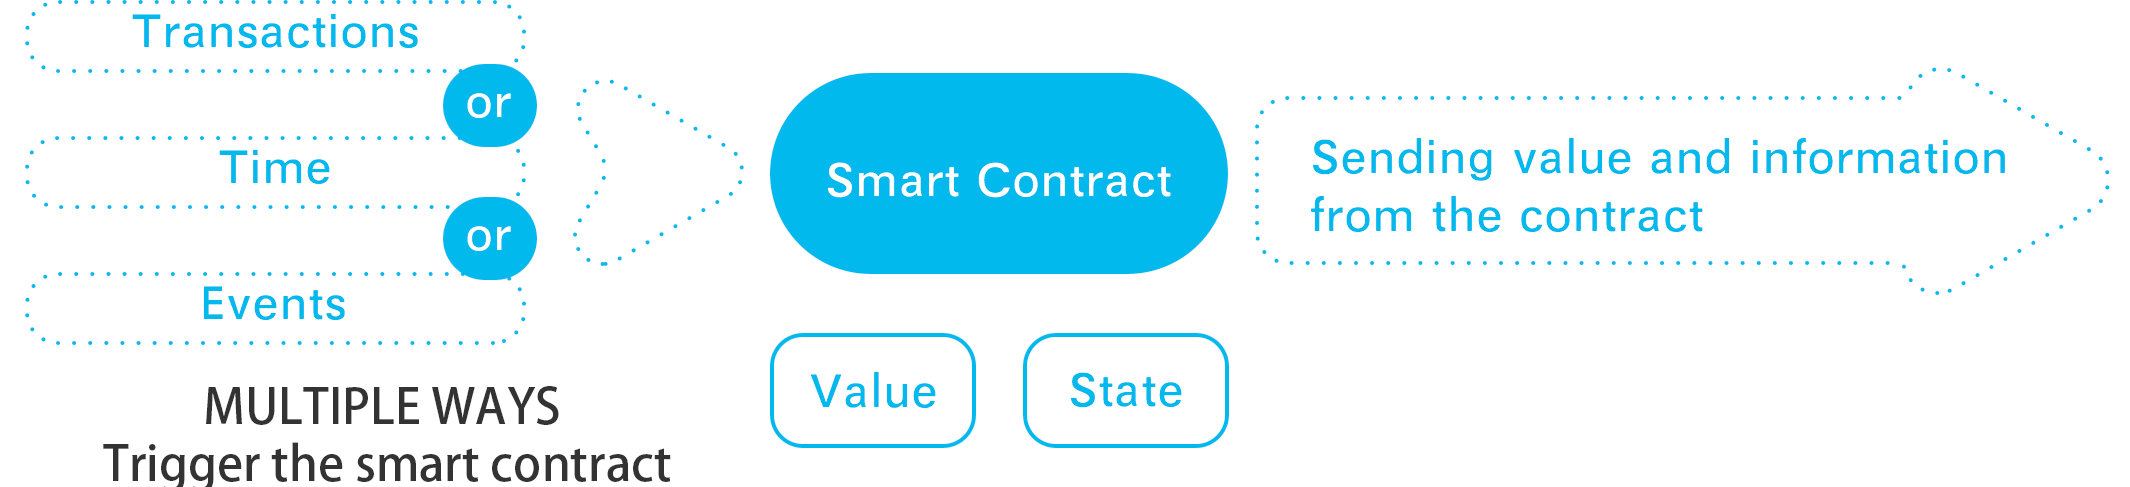 Transactions
or
Time
or
Events
MULTIPLE WAYS
Trigger the smart contract
Smart Contract
Value
State
Sending value and information
from the contract